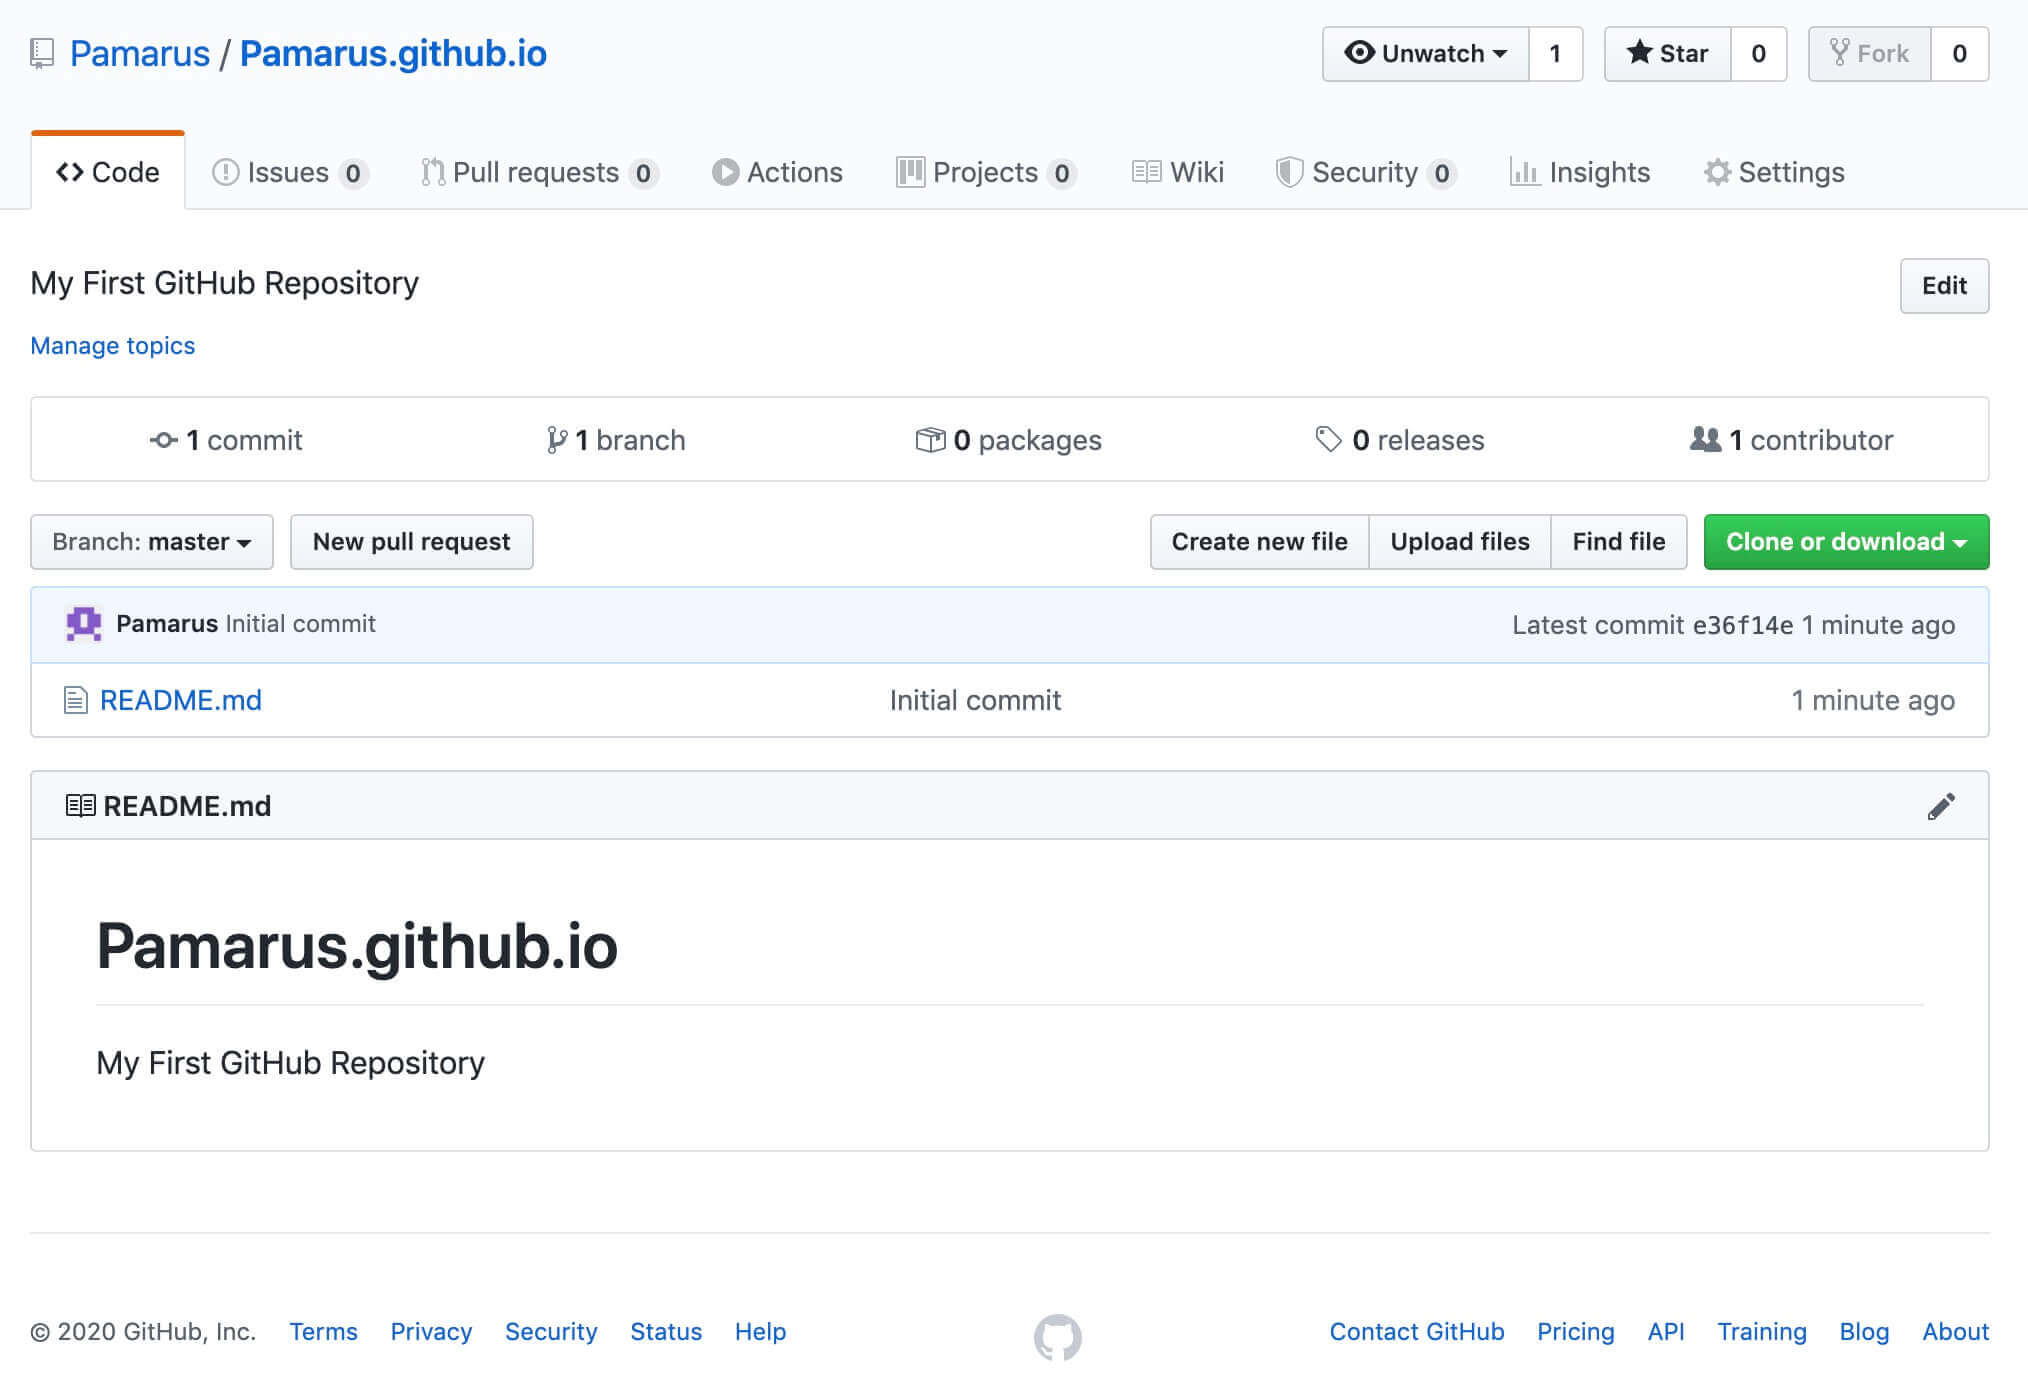 Pamarus / Pamarus.github.io Unwatch 1 Star 0 Fork 0
Code Issues 0 Pull requests 0 Actions Projects 0 Wiki Security 0 Insights Settings
My First GitHub Repository Edit
Manage topics
1 commit 1 branch 0 packages 0 releases 1 contributor
Branch: master New pull request Create new file Upload files Find file Clone or download
Pamarus Initial commit Latest commit e36f14e 1 minute ago
README.md Initial commit 1 minute ago
README.md
Pamarus.github.io
My First GitHub Repository
© 2020 GitHub, Inc. Terms Privacy Security Status Help Contact GitHub Pricing API Training Blog About